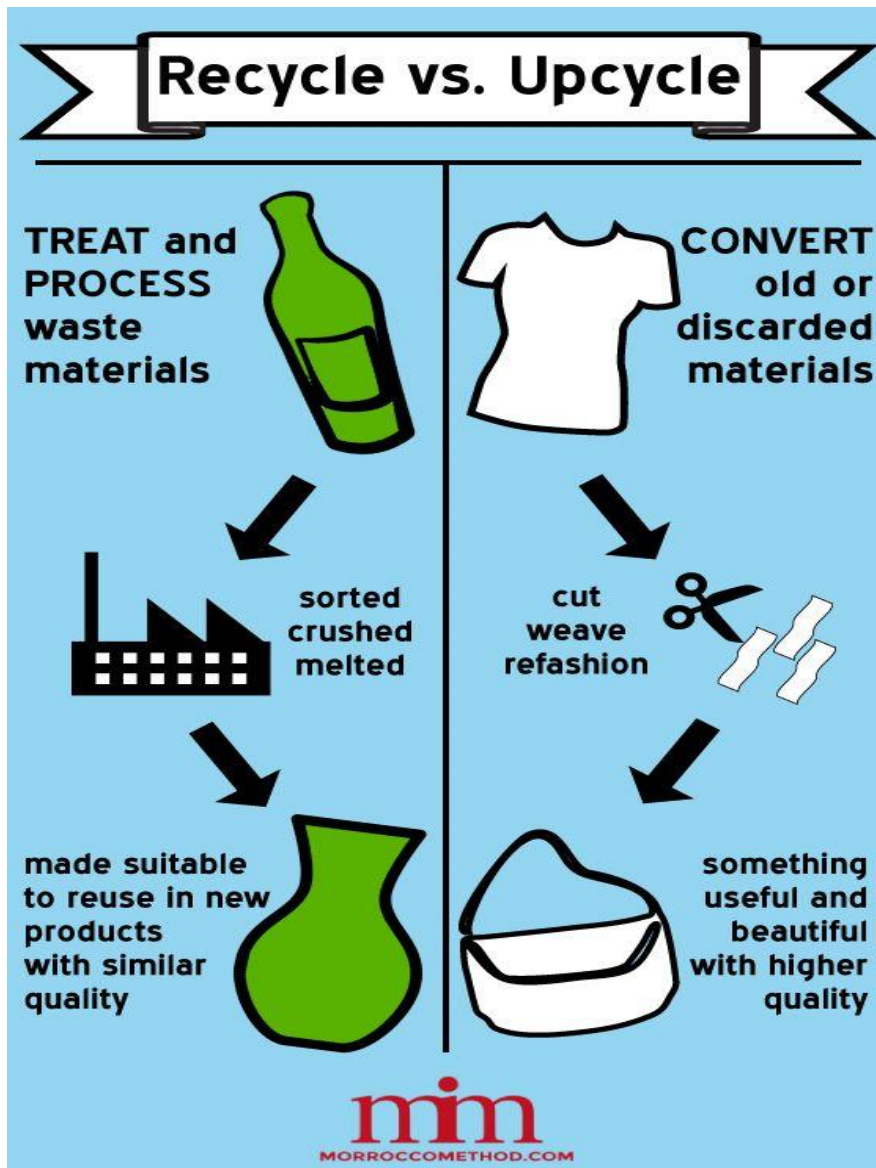 Recycle vs. Upcycle
TREAT and
PROCESS
waste
materials
sorted
crushed
melted
made suitable
to reuse in new
products
with similar
quality
CONVERT
old or
discarded
materials
cut
weave
refashion
something
useful and
beautiful
with higher
quality
mim
MORROCCOMETHOD.COM